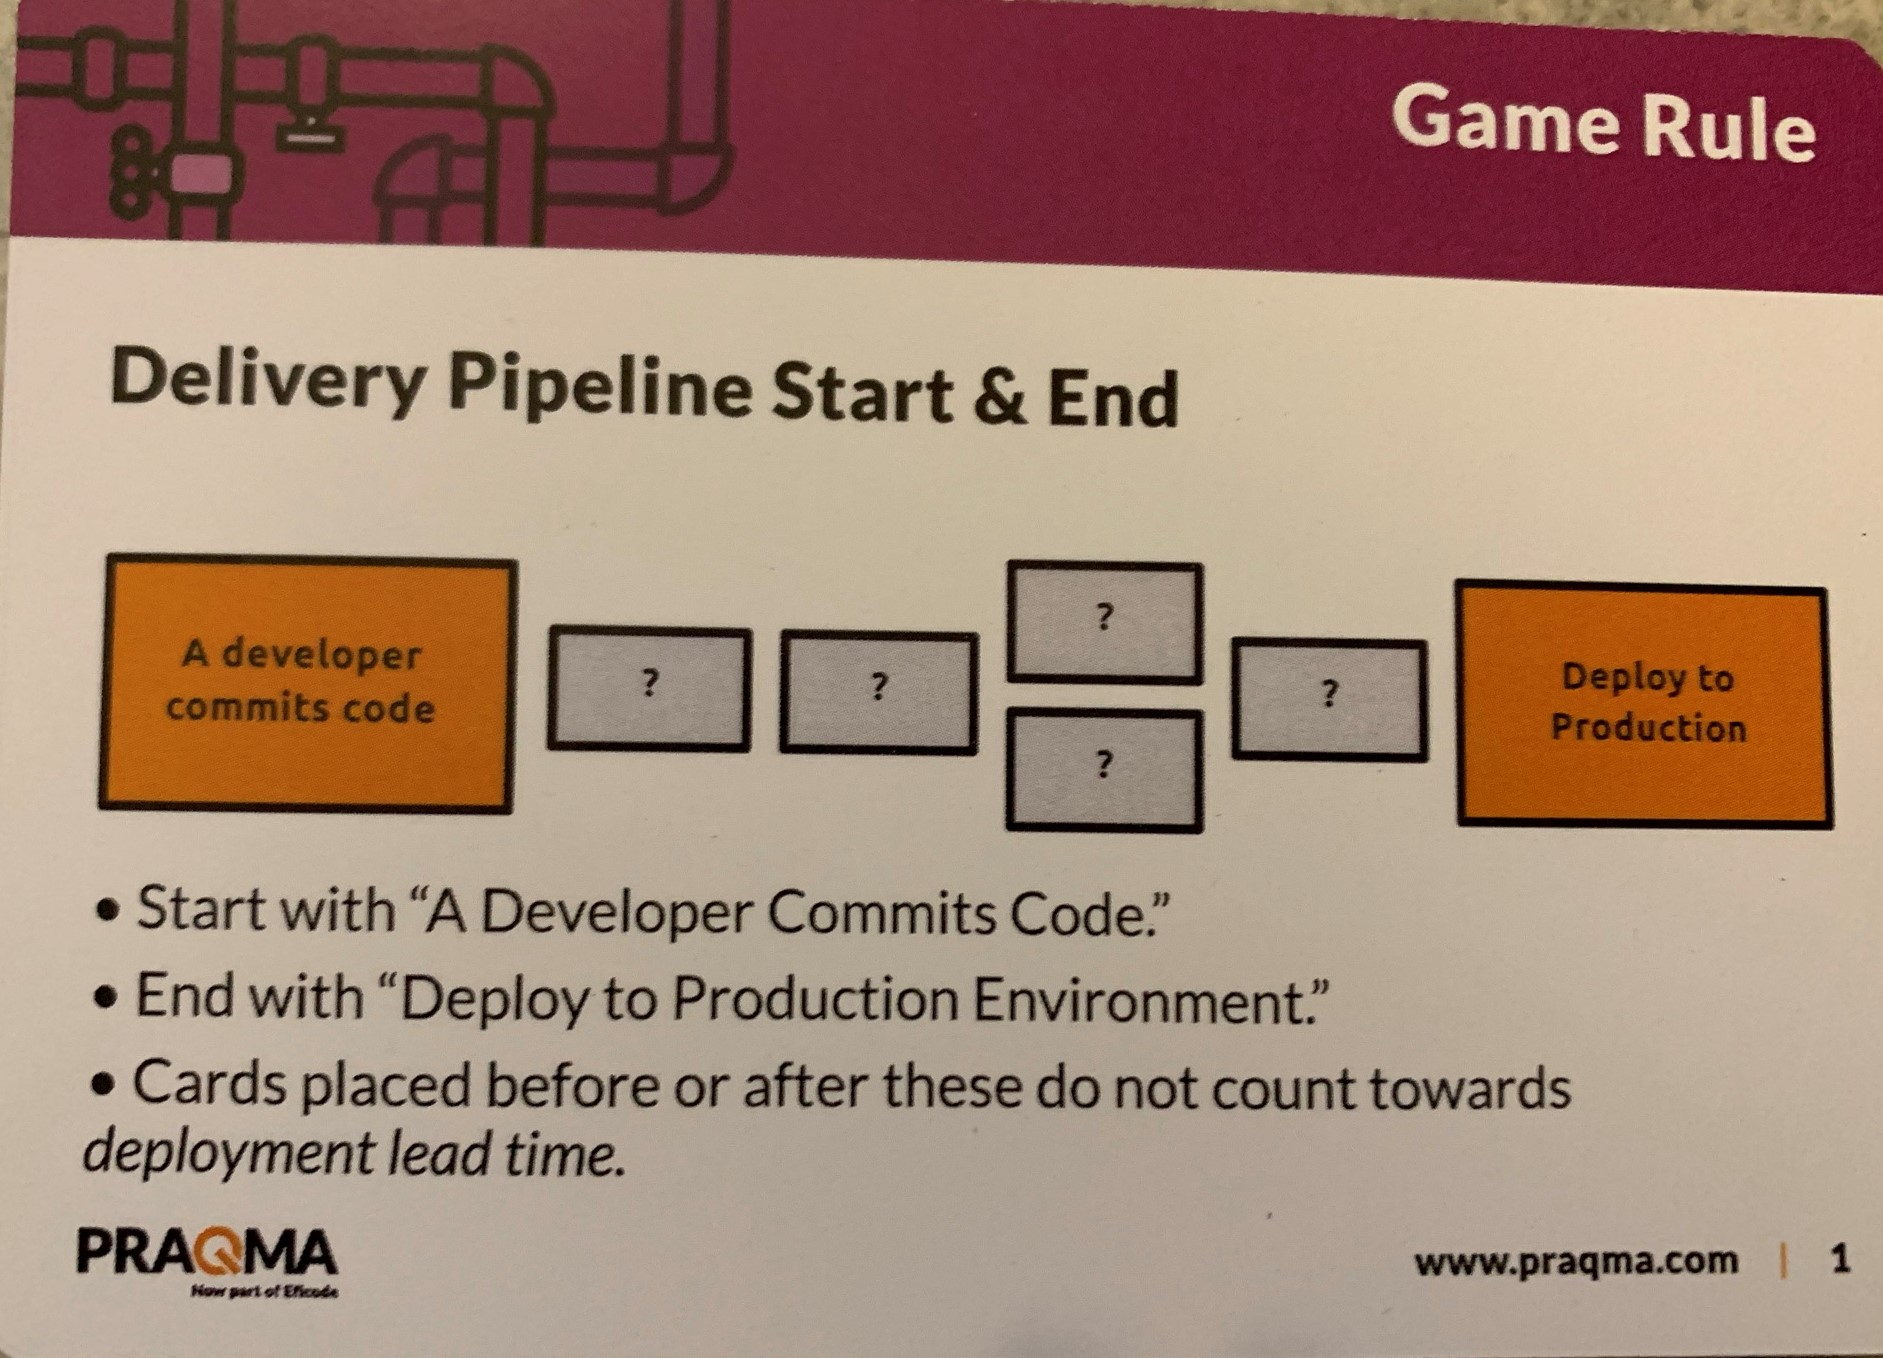 Game Rule
Delivery Pipeline Start & End
A developer
commits code
?
?
?
?
?
Deploy to
Production
• Start with “A Developer Commits Code.”
• End with “Deploy to Production Environment.”
• Cards placed before or after these do not count towards
deployment lead time.
PRAQMA
Now part of Eficode
www.praqma.com | 1